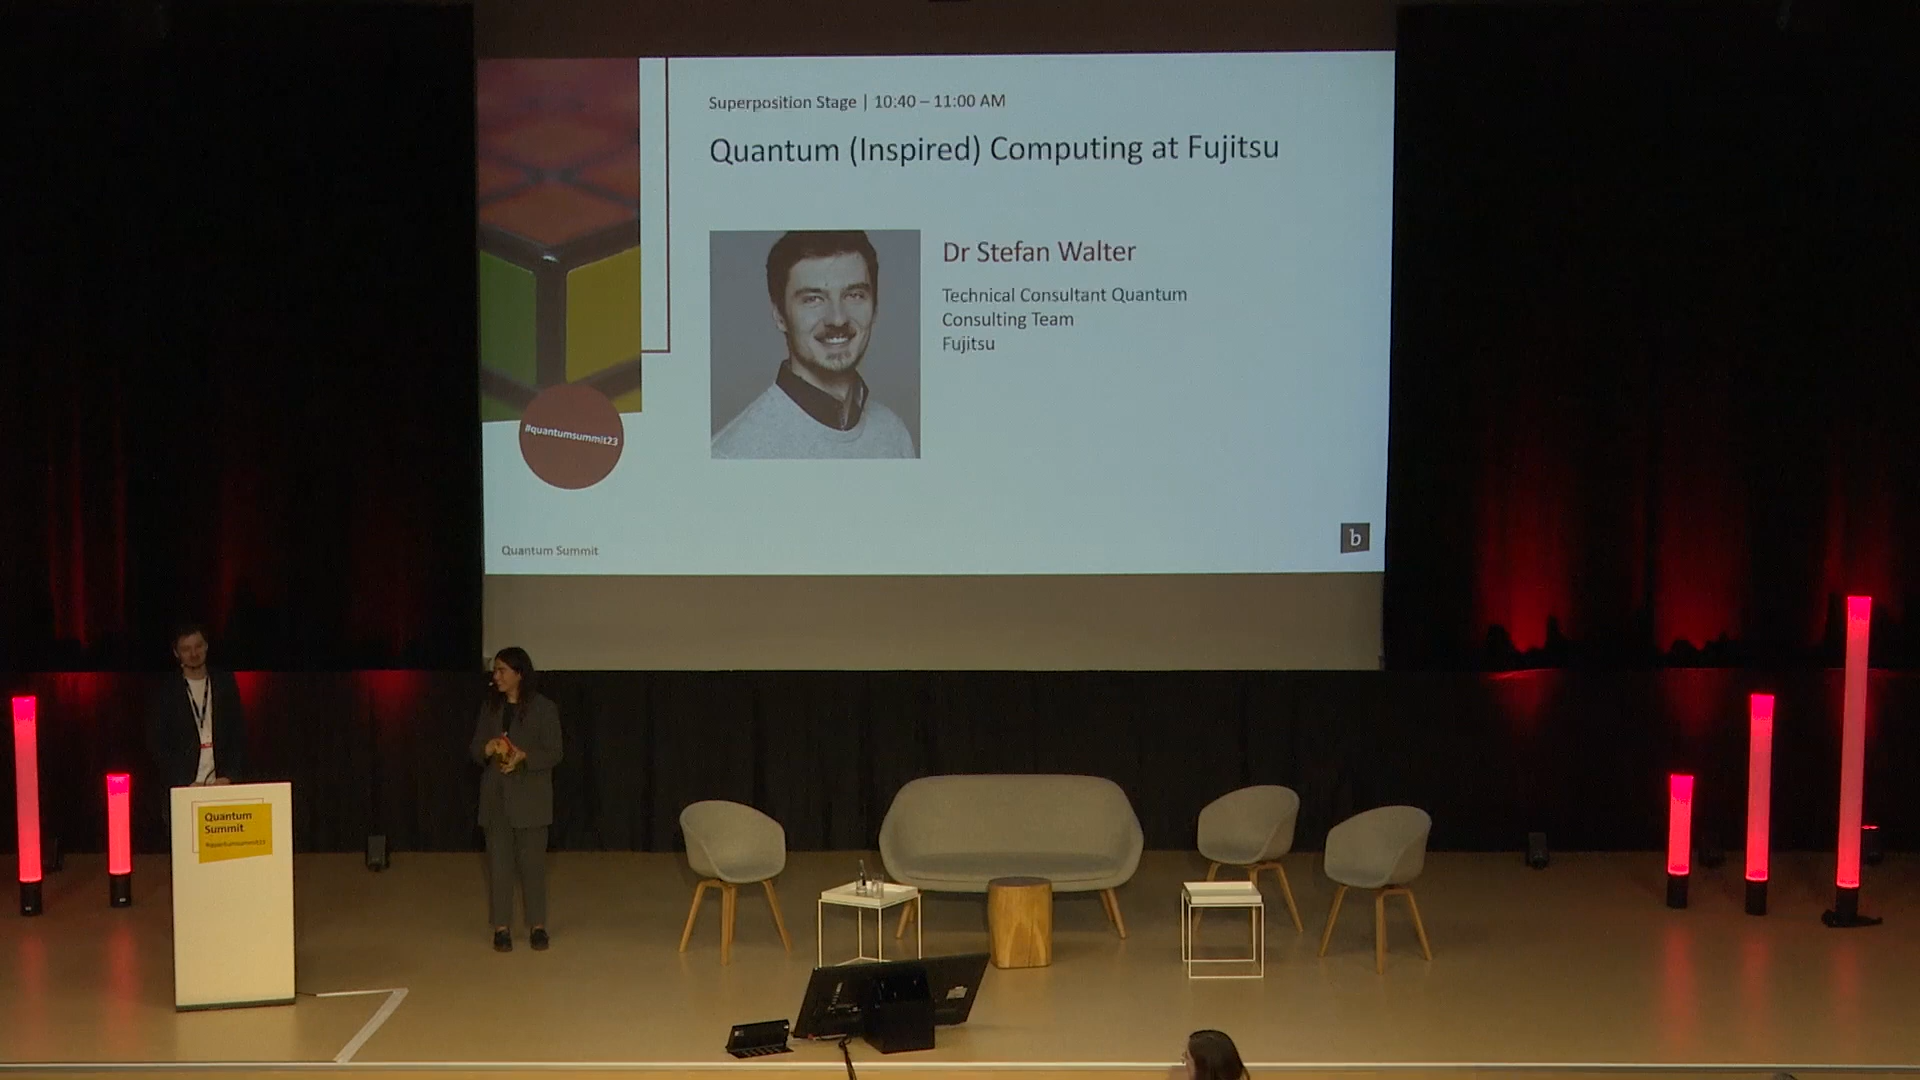 Superposition Stage | 10:40 – 11:00 AM
Quantum (Inspired) Computing at Fujitsu
Dr Stefan Walter
Technical Consultant Quantum
Consulting Team
Fujitsu
#quantumsummit23
Quantum Summit
b
Quantum
Summit
#quantumsummit23